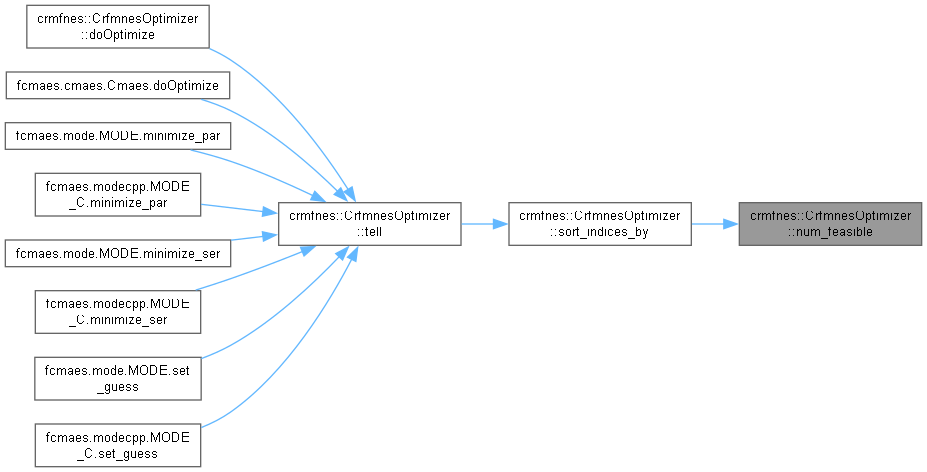 crmfnes::CrfmnesOptimizer
::doOptimize
fcmaes.cmaes.Cmaes.doOptimize
fcmaes.mode.MODE.minimize_par
fcmaes.modecpp.MODE
_C.minimize_par
fcmaes.mode.MODE.minimize_ser
fcmaes.modecpp.MODE
_C.minimize_ser
fcmaes.mode.MODE.set
_guess
fcmaes.modecpp.MODE
_C.set_guess
crmfnes::CrfmnesOptimizer
::tell
crmfnes::CrfmnesOptimizer
::sort_indices_by
crmfnes::CrfmnesOptimizer
::num_feasible